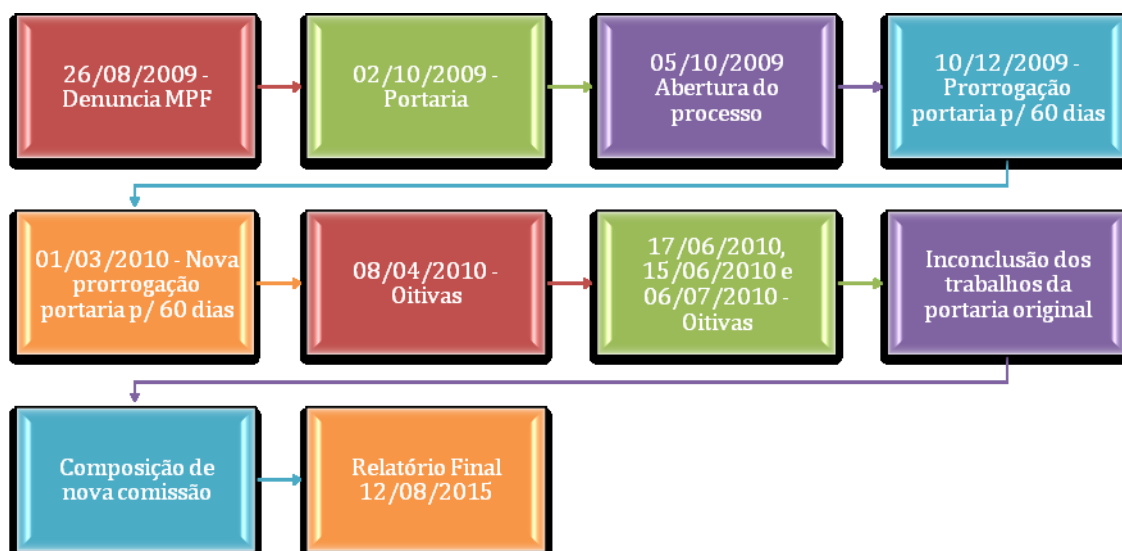 26/08/2009 -
Denuncia MPF
02/10/2009 -
Portaria
05/10/2009
Abertura do
processo
10/12/2009 -
Prorrogação
portaria p/ 60 dias
01/03/2010 - Nova
prorrogação
portaria p/ 60 dias
08/04/2010 -
Oitivas
17/06/2010,
15/06/2010 e
06/07/2010 -
Oitivas
Inconclusão dos
trabalhos da
portaria original
Composição de
nova comissão
Relatório Final
12/08/2015